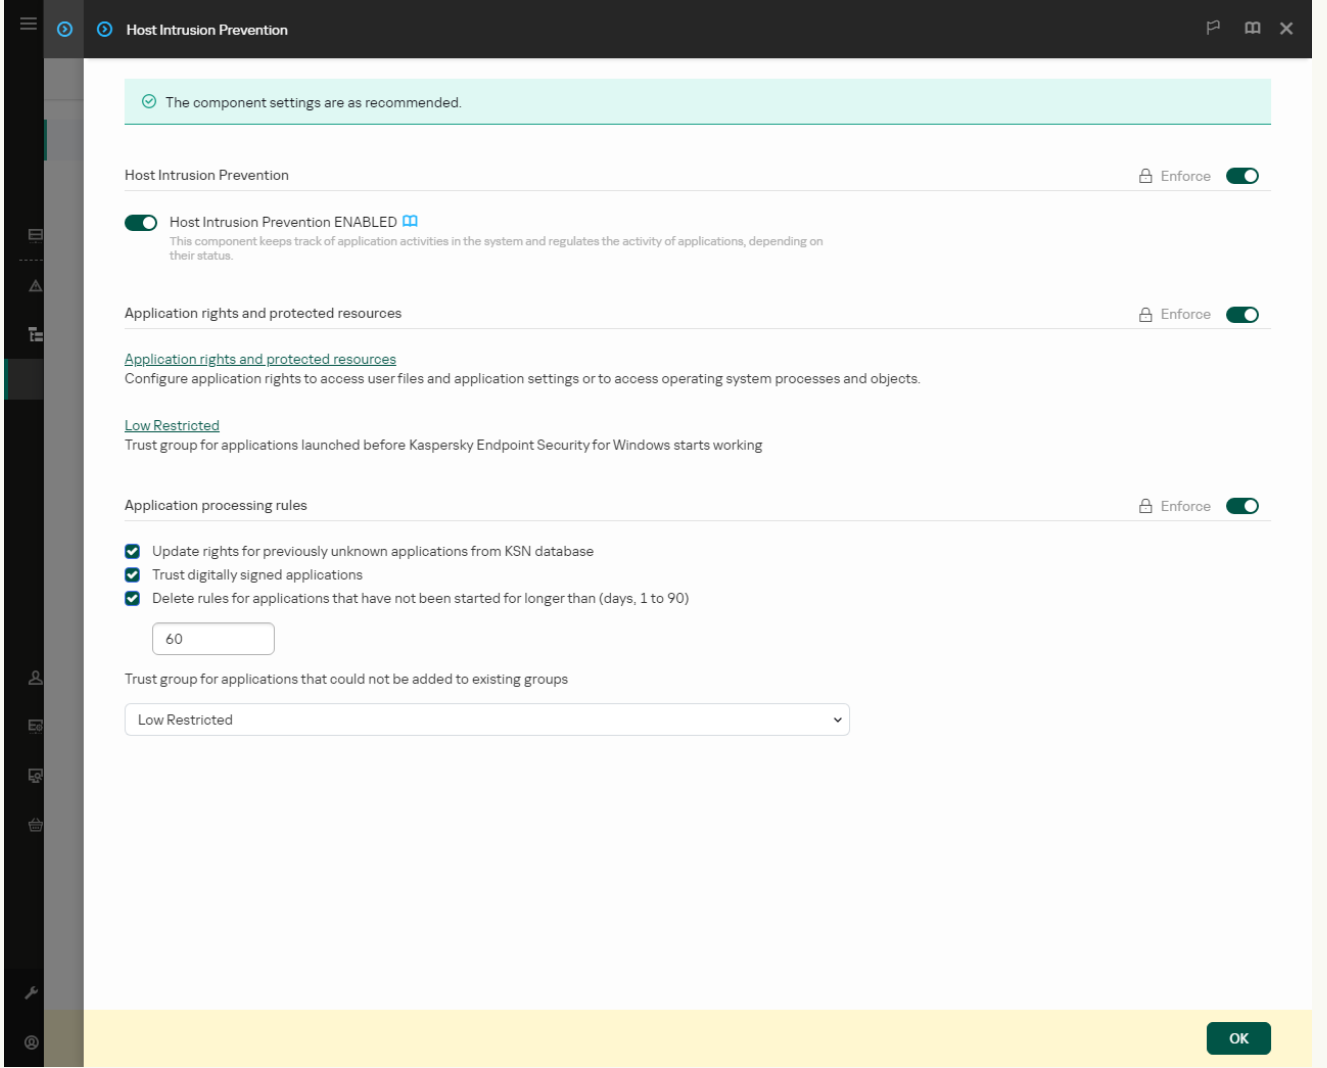 Host Intrusion Prevention
The component settings are as recommended.
Host Intrusion Prevention
Enforce
Host Intrusion Prevention ENABLED
This component keeps track of application activities in the system and regulates the activity of applications, depending on
their status.
Application rights and protected resources
Enforce
Application rights and protected resources
Configure application rights to access user files and application settings or to access operating system processes and objects.
Low Restricted
Trust group for applications launched before Kaspersky Endpoint Security for Windows starts working
Application processing rules
Enforce
Update rights for previously unknown applications from KSN database
Trust digitally signed applications
Delete rules for applications that have not been started for longer than (days, 1 to 90)
60
Trust group for applications that could not be added to existing groups
Low Restricted
OK